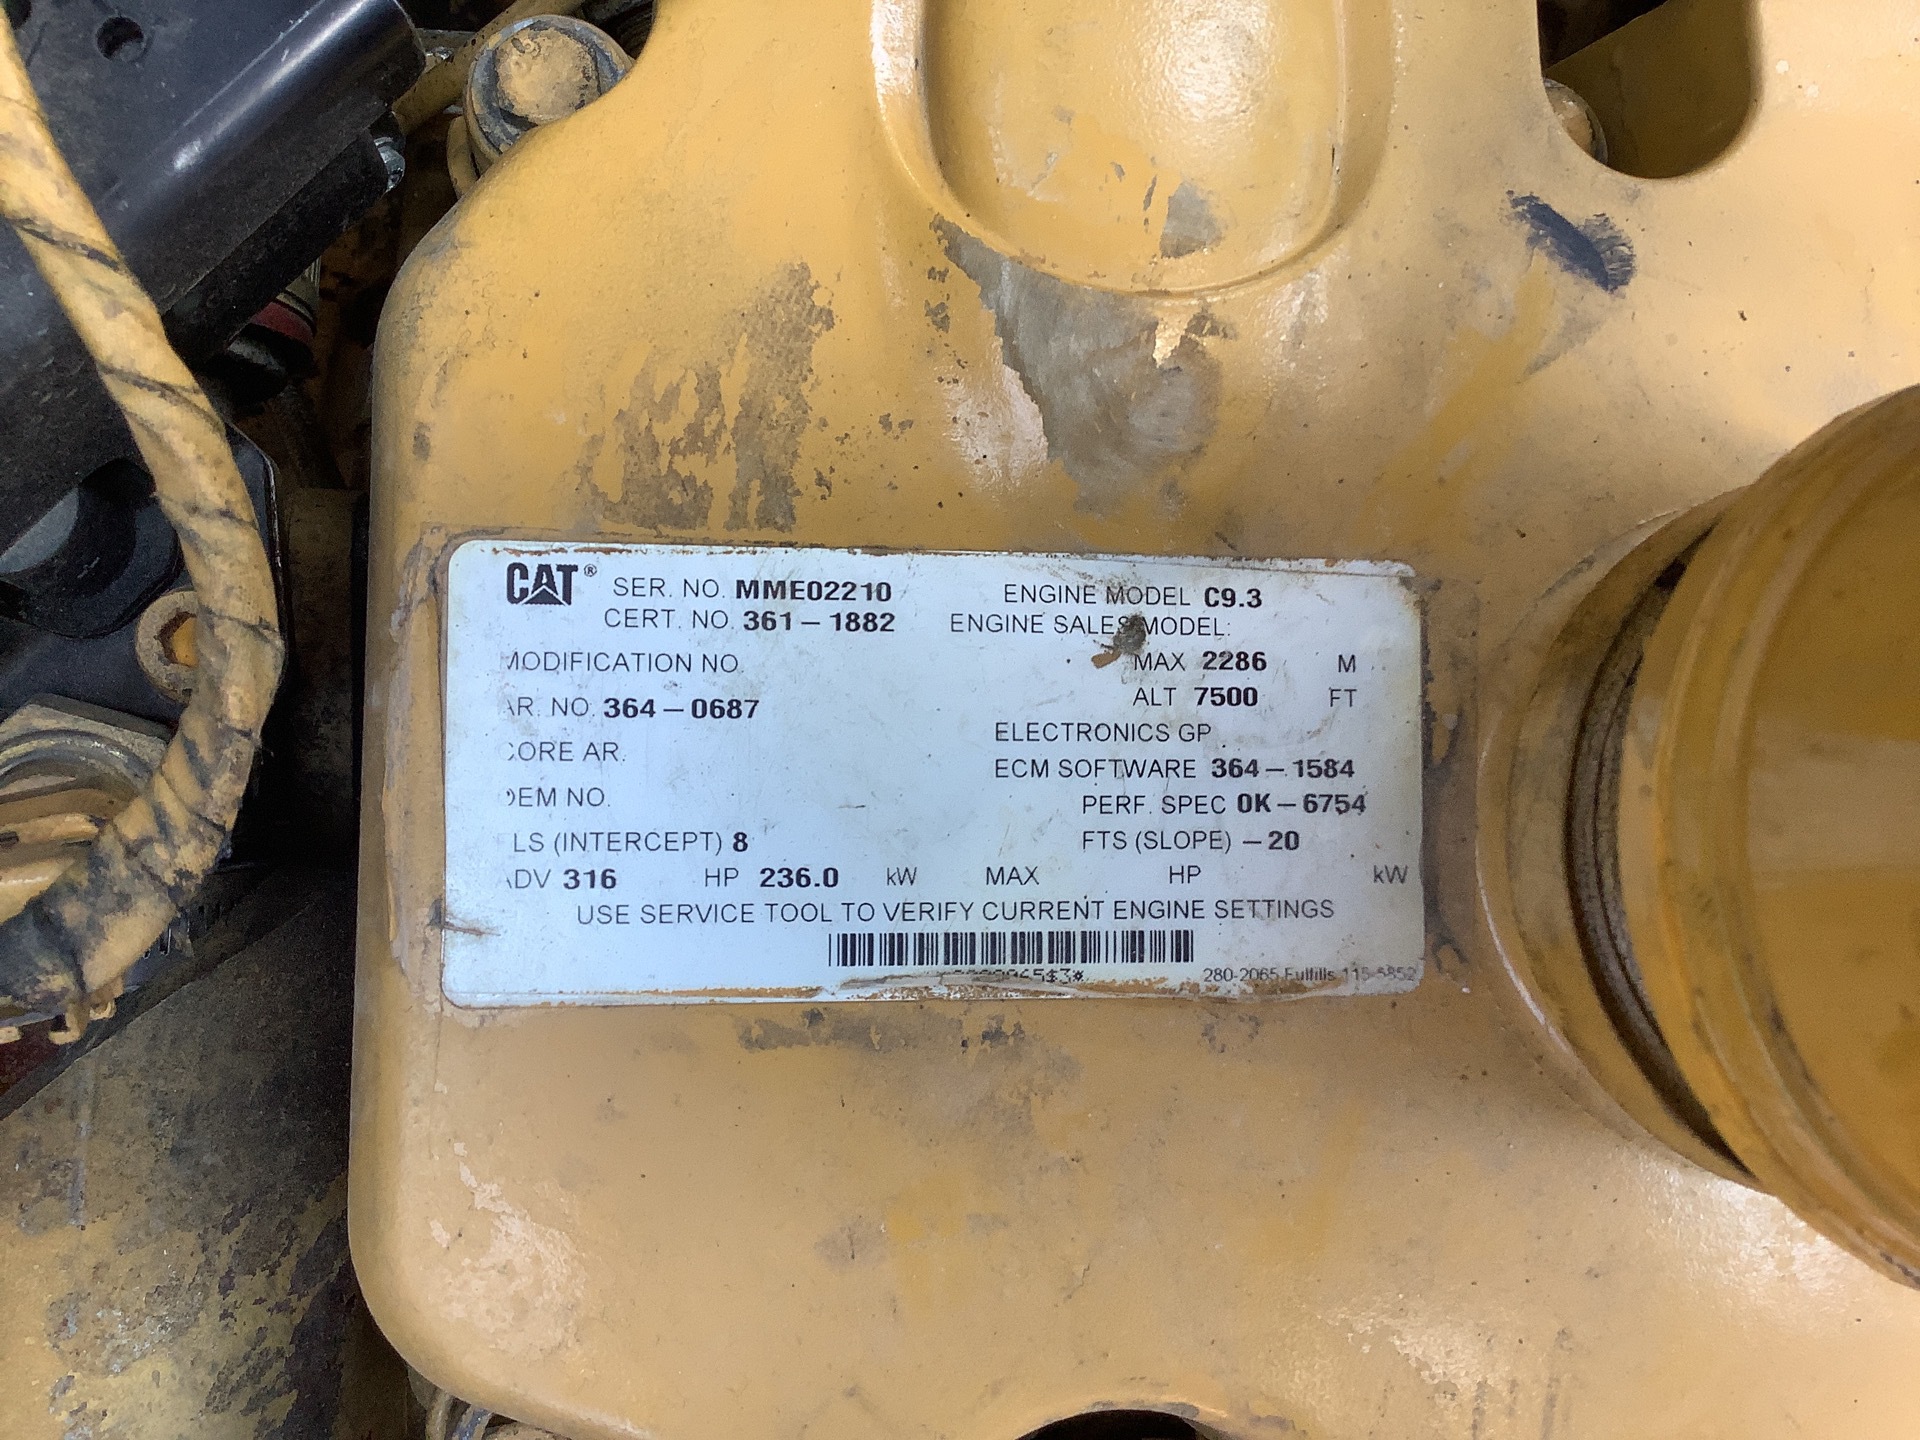 CAT® SER. NO. MME02210 ENGINE MODEL C9.3
CERT. NO. 361-1882 ENGINE SALES MODEL:
MODIFICATION NO. MAX 2286 M
AR. NO. 364-0687 ALT 7500 FT
CORE AR. ELECTRONICS GP
ECM SOFTWARE 364-1584
OEM NO. PERF. SPEC 0K-6754
LS (INTERCEPT) 8 FTS (SLOPE) -20
ADV 316 HP 236.0 kW MAX HP kW
USE SERVICE TOOL TO VERIFY CURRENT ENGINE SETTINGS
280-2065 Fulfills 115-5852